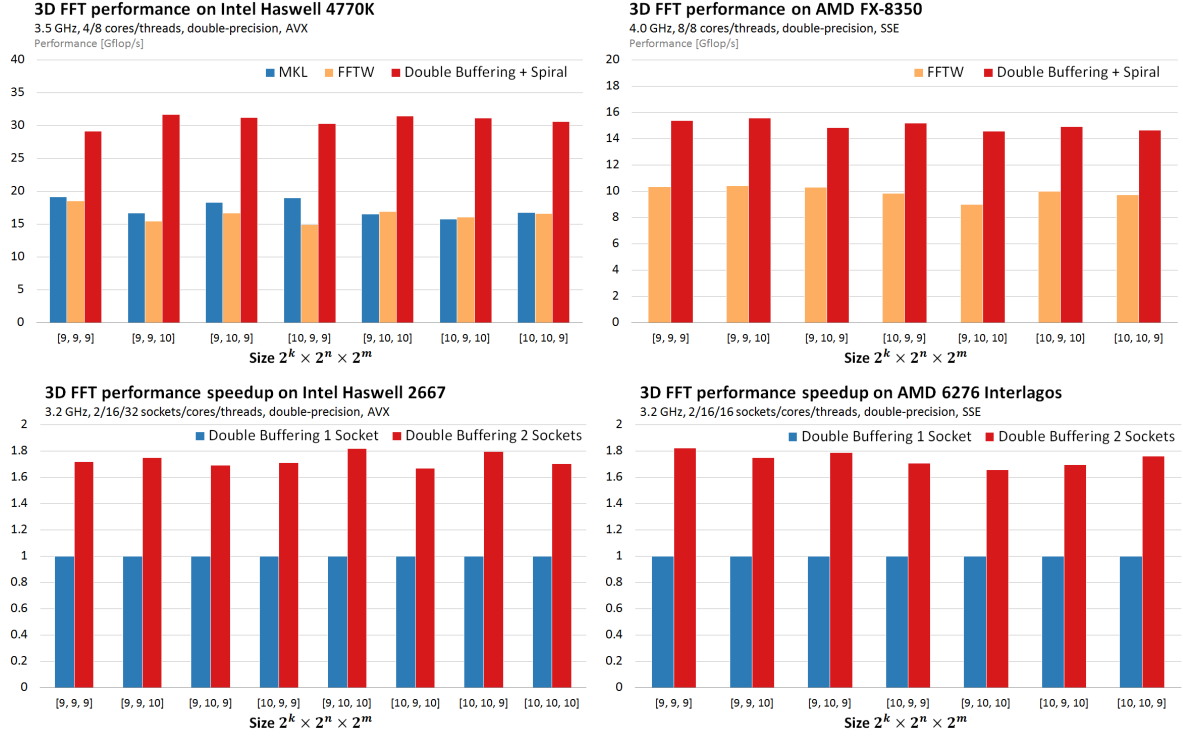 3D FFT performance on Intel Haswell 4770K
3.5 GHz, 4/8 cores/threads, double-precision, AVX
Performance [Gflop/s]
MKL FFTW Double Buffering + Spiral
40
35
30
25
20
15
10
5
0
[9, 9, 9] [9, 9, 10] [9, 10, 9] [10, 9, 9] [9, 10, 10] [10, 9, 10] [10, 10, 9]
Size 2^k × 2^n × 2^m
3D FFT performance on AMD FX-8350
4.0 GHz, 8/8 cores/threads, double-precision, SSE
Performance [Gflop/s]
FFTW Double Buffering + Spiral
20
18
16
14
12
10
8
6
4
2
0
[9, 9, 9] [9, 9, 10] [9, 10, 9] [10, 9, 9] [9, 10, 10] [10, 9, 10] [10, 10, 9]
Size 2^k × 2^n × 2^m
3D FFT performance speedup on Intel Haswell 2667
3.2 GHz, 2/16/32 sockets/cores/threads, double-precision, AVX
Double Buffering 1 Socket Double Buffering 2 Sockets
2
1.8
1.6
1.4
1.2
1
0.8
0.6
0.4
0.2
0
[9, 9, 9] [9, 9, 10] [9, 10, 9] [10, 9, 9] [9, 10, 10] [10, 9, 10] [10, 10, 9] [10, 10, 10]
Size 2^k × 2^n × 2^m
3D FFT performance speedup on AMD 6276 Interlagos
3.2 GHz, 2/16/16 sockets/cores/threads, double-precision, SSE
Double Buffering 1 Socket Double Buffering 2 Sockets
2
1.8
1.6
1.4
1.2
1
0.8
0.6
0.4
0.2
0
[9, 9, 9] [9, 9, 10] [9, 10, 9] [10, 9, 9] [9, 10, 10] [10, 9, 10] [10, 10, 9]
Size 2^k × 2^n × 2^m